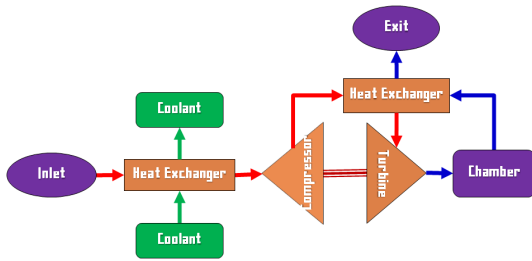 Exit
Heat Exchanger
Coolant
Compressor
Turbine
Inlet
Heat Exchanger
Chamber
Coolant